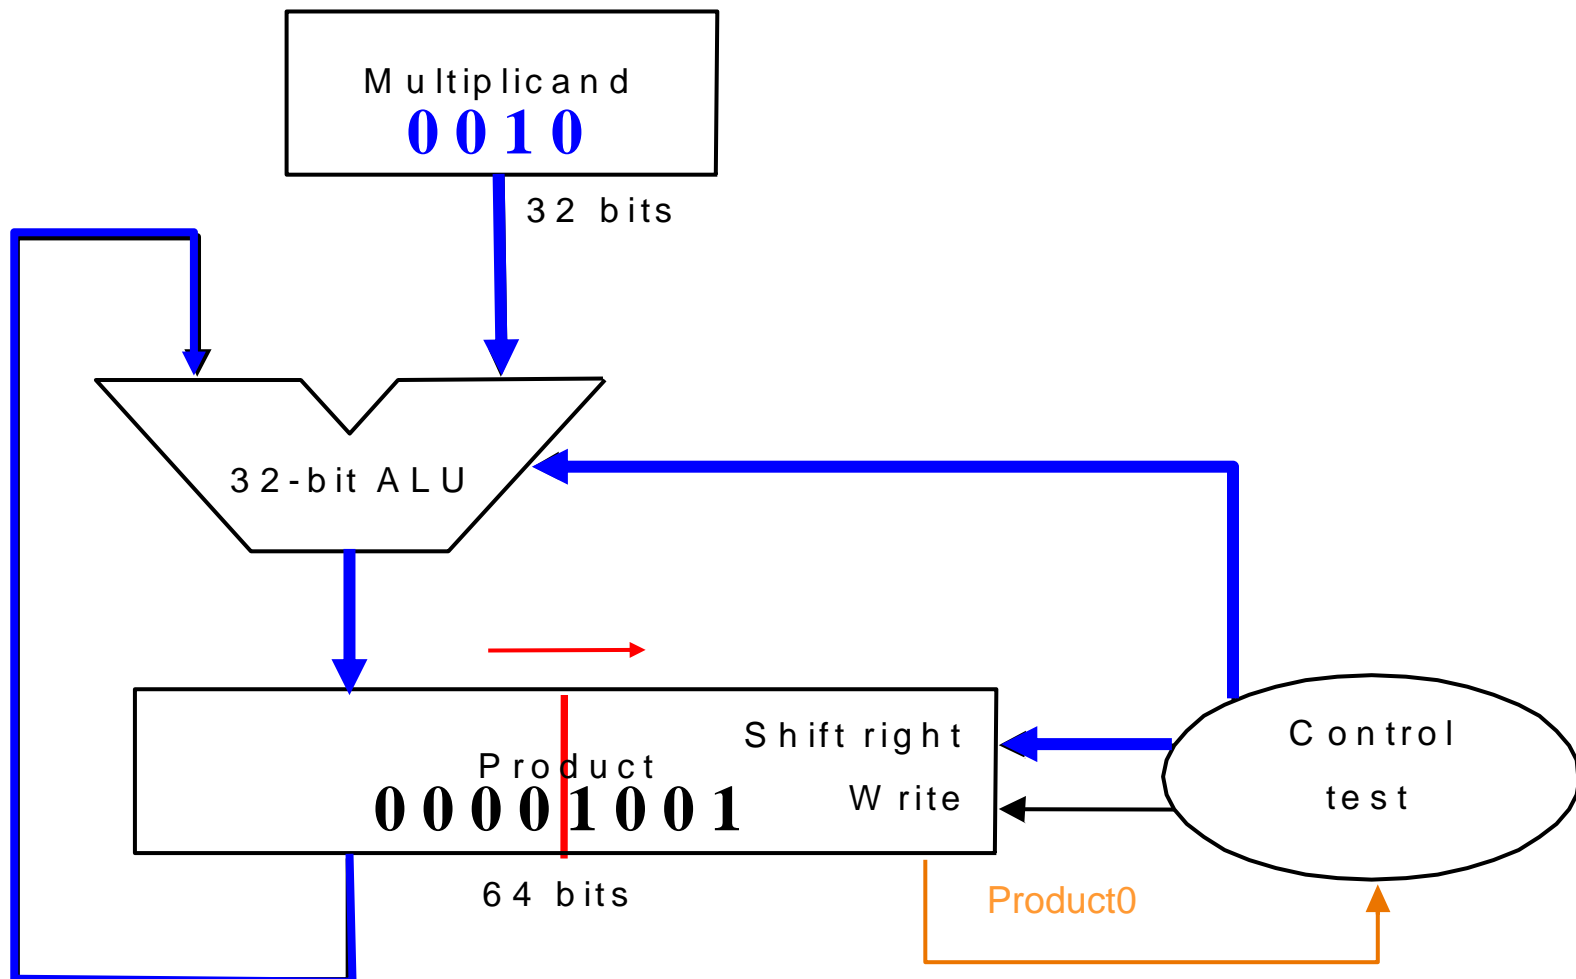 Multiplicand
0010
32 bits
32-bit ALU
Shift right
Product
Write
00001001
64 bits
Product0
Control
test